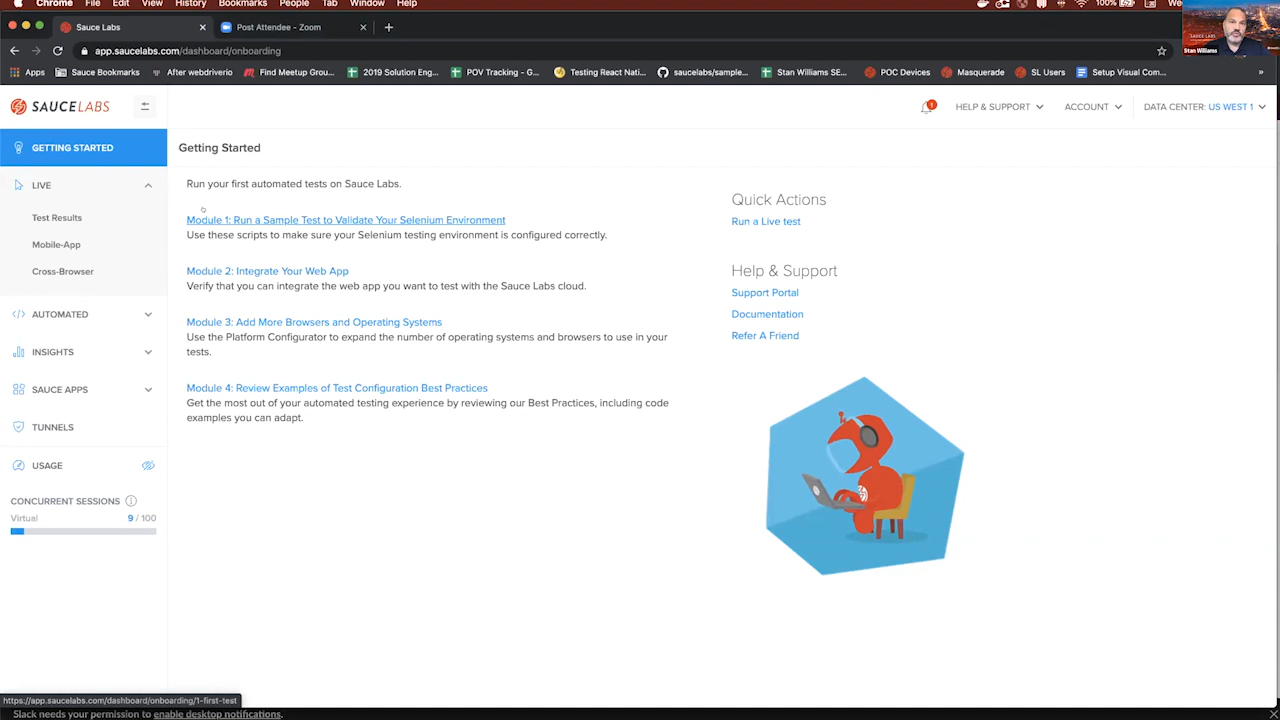 Chrome File Edit View History Bookmarks People Tab Window Help
100%
Sauce Labs
Post Attendee - Zoom
app.saucelabs.com/dashboard/onboarding
Apps
Sauce Bookmarks
After webdriverio
Find Meetup Grou...
2019 Solution Eng...
POV Tracking - G...
Testing React Nati...
saucelabs/sample...
Stan Williams SE...
POC Devices
Masquerade
SL Users
Setup Visual Com...
»
SAUCE LABS
Stan Williams
SAUCELABS
1
HELP & SUPPORT
ACCOUNT
DATA CENTER: US WEST 1
GETTING STARTED
LIVE
Test Results
Mobile-App
Cross-Browser
AUTOMATED
INSIGHTS
SAUCE APPS
TUNNELS
USAGE
CONCURRENT SESSIONS
Virtual 9 / 100
Getting Started
Run your first automated tests on Sauce Labs.
Module 1: Run a Sample Test to Validate Your Selenium Environment
Use these scripts to make sure your Selenium testing environment is configured correctly.
Module 2: Integrate Your Web App
Verify that you can integrate the web app you want to test with the Sauce Labs cloud.
Module 3: Add More Browsers and Operating Systems
Use the Platform Configurator to expand the number of operating systems and browsers to use in your
tests.
Module 4: Review Examples of Test Configuration Best Practices
Get the most out of your automated testing experience by reviewing our Best Practices, including code
examples you can adapt.
Quick Actions
Run a Live test
Help & Support
Support Portal
Documentation
Refer A Friend
https://app.saucelabs.com/dashboard/onboarding/1-first-test
Slack needs your permission to enable desktop notifications.